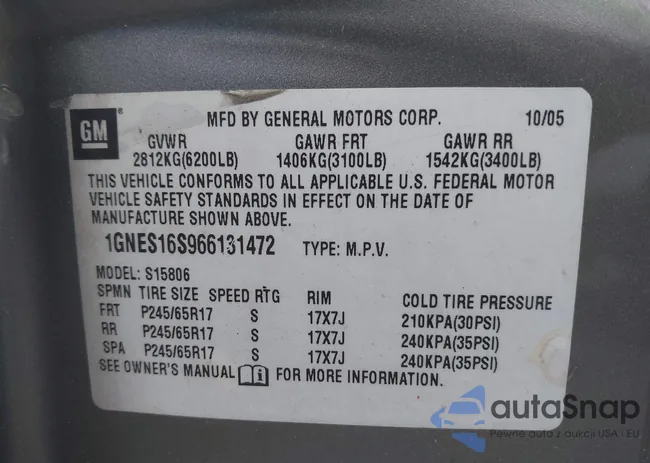 GM
MFD BY GENERAL MOTORS CORP. 10/05
GVWR GAWR FRT GAWR RR
2812KG(6200LB) 1406KG(3100LB) 1542KG(3400LB)
THIS VEHICLE CONFORMS TO ALL APPLICABLE U.S. FEDERAL MOTOR
VEHICLE SAFETY STANDARDS IN EFFECT ON THE DATE OF
MANUFACTURE SHOWN ABOVE.
1GNES16S966131472 TYPE: M.P.V.
MODEL: S15806
SPMN TIRE SIZE SPEED RTG RIM COLD TIRE PRESSURE
FRT P245/65R17 S 17X7J 210KPA(30PSI)
RR P245/65R17 S 17X7J 240KPA(35PSI)
SPA P245/65R17 S 17X7J 240KPA(35PSI)
SEE OWNER'S MANUAL FOR MORE INFORMATION.
autaSnap
Pewne auto z aukcji USA i EU